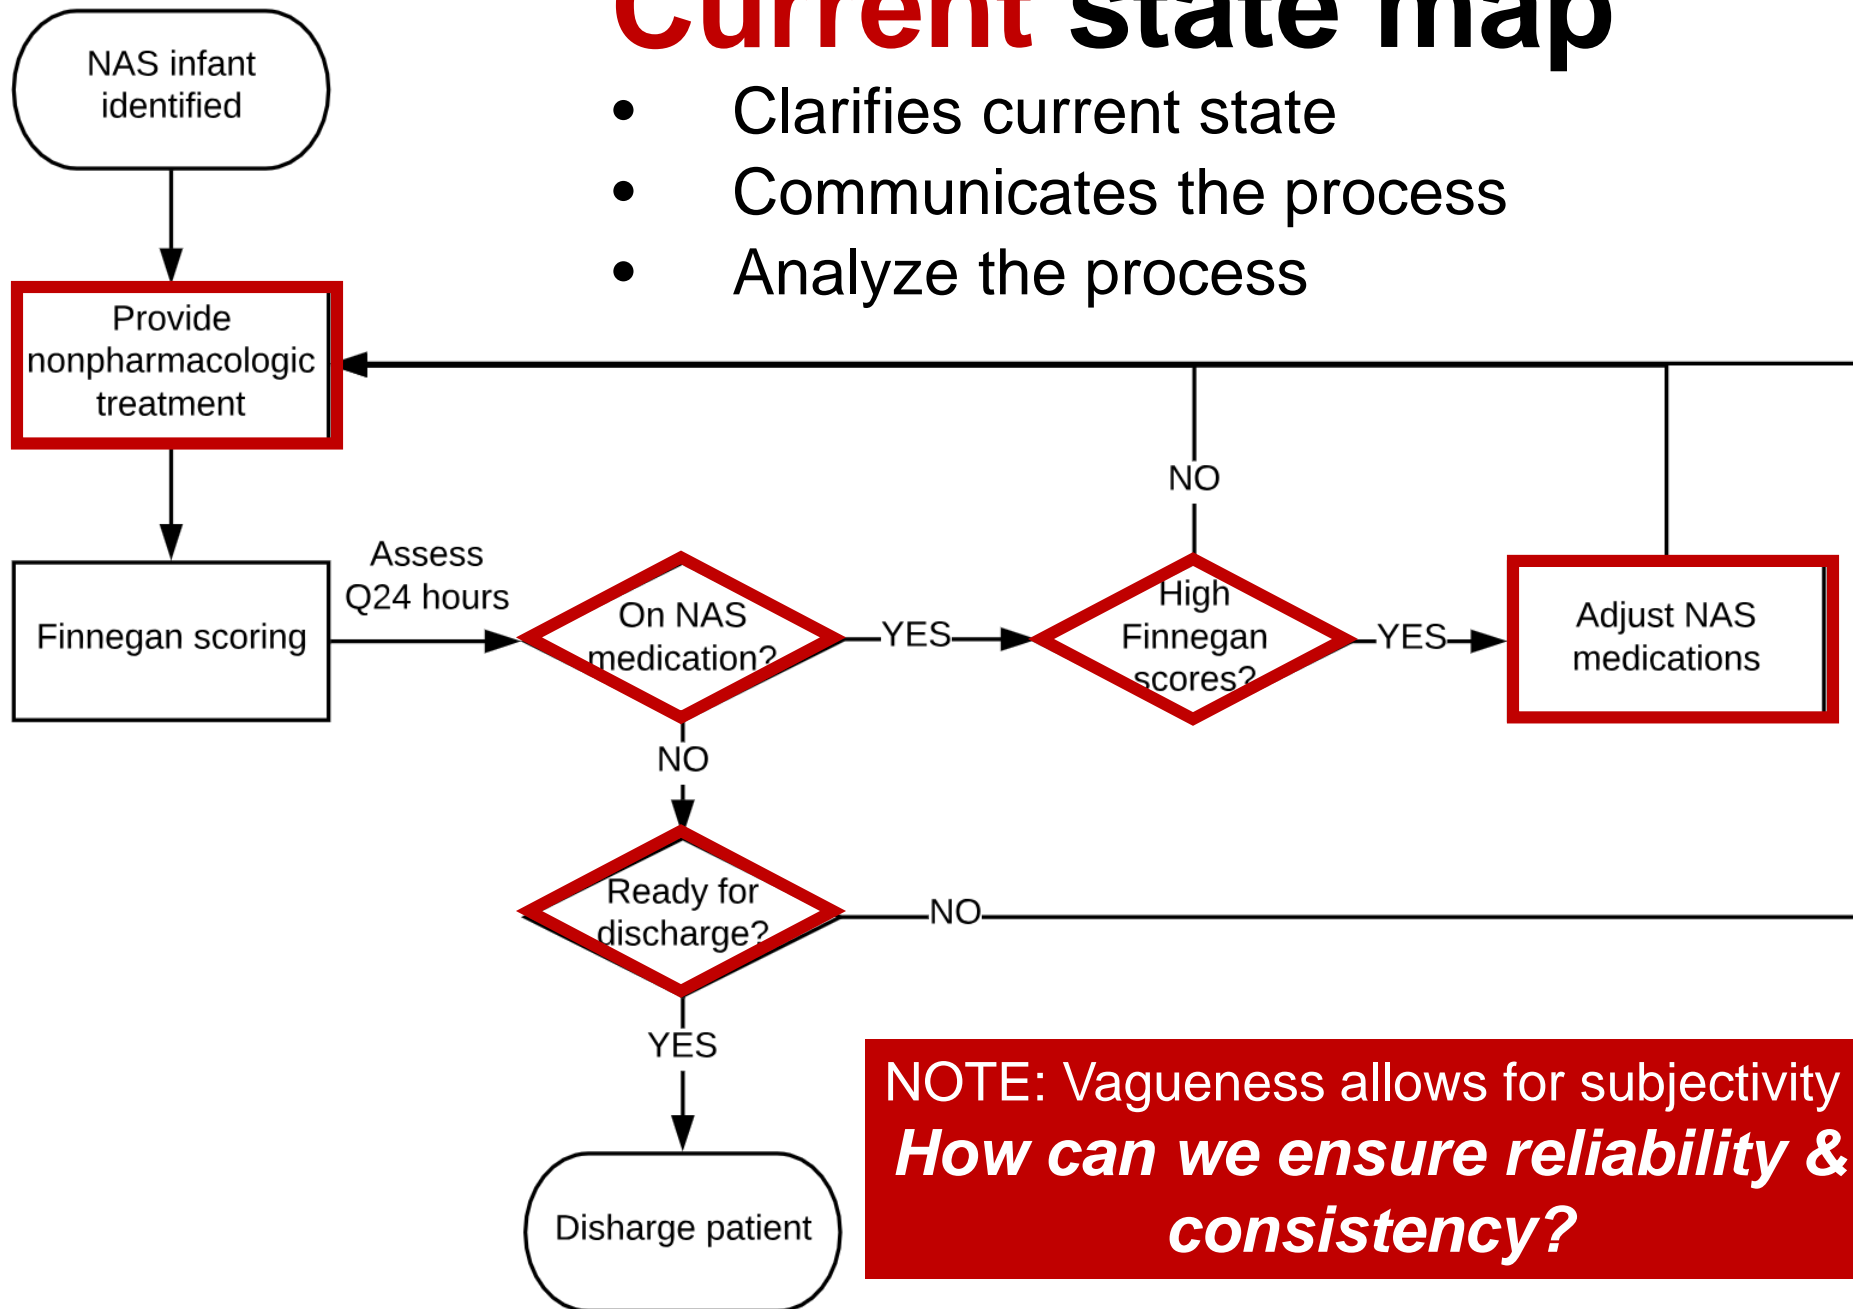 Current state map
• Clarifies current state
• Communicates the process
• Analyze the process
NAS infant
identified
Provide
nonpharmacologic
treatment
Finnegan scoring
Assess
Q24 hours
On NAS
medication?
YES
High
Finnegan
scores?
NO
YES
Adjust NAS
medications
NO
Ready for
discharge?
NO
YES
Disharge patient
NOTE: Vagueness allows for subjectivity
How can we ensure reliability &
consistency?